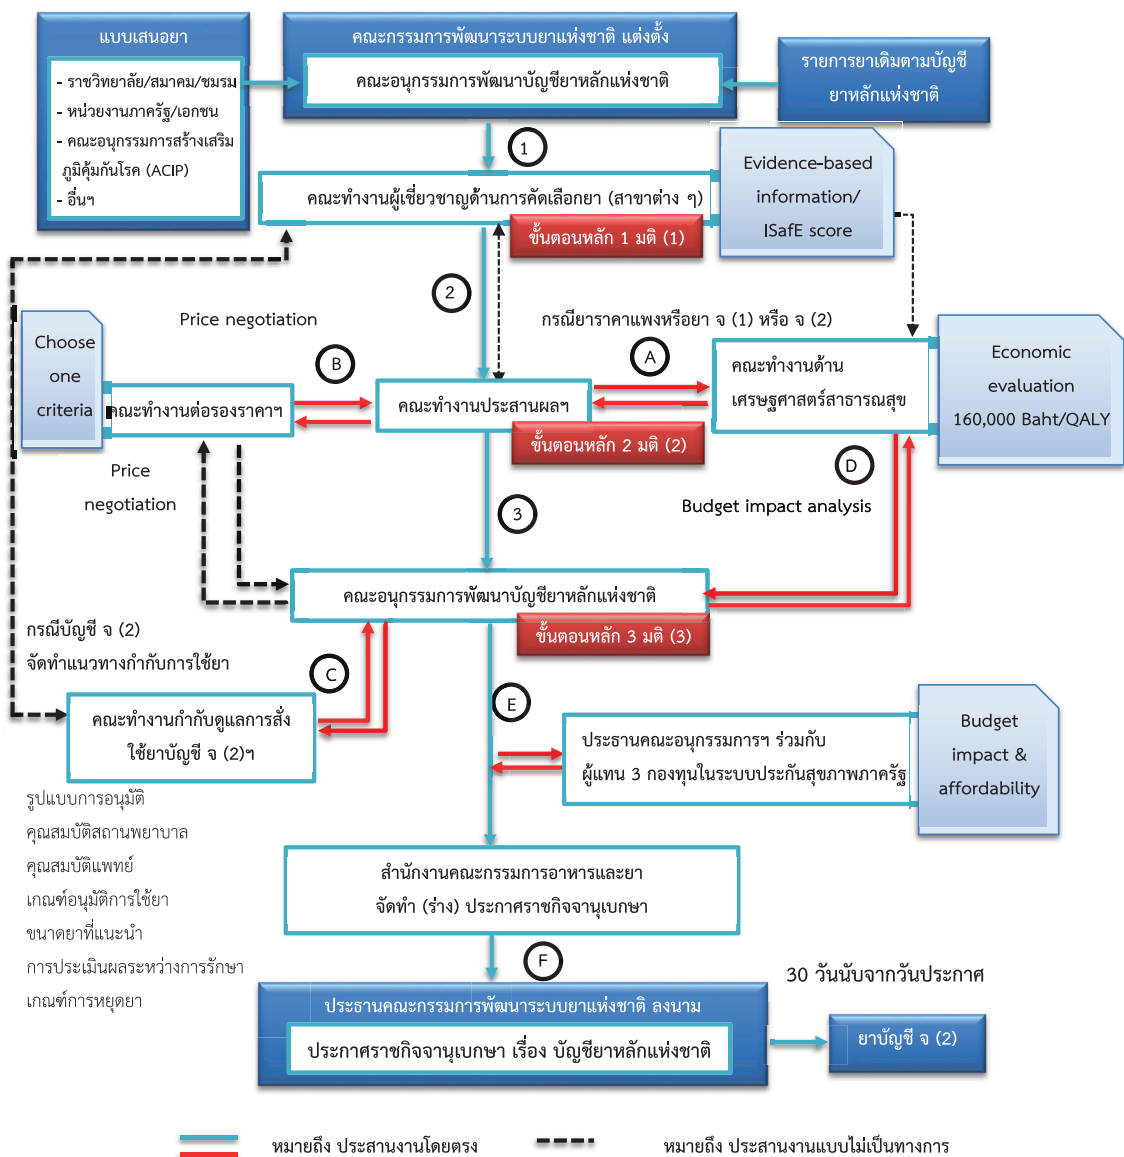 แบบเสนอยา
- ราชวิทยาลัย/สมาคม/ชมรม
- หน่วยงานภาครัฐ/เอกชน
- คณะอนุกรรมการสร้างเสริม
ภูมิคุ้มกันโรค (ACIP)
- อื่นๆ
คณะกรรมการพัฒนาระบบยาแห่งชาติ แต่งตั้ง
คณะอนุกรรมการพัฒนาบัญชียาหลักแห่งชาติ
รายการยาเดิมตามบัญชี
ยาหลักแห่งชาติ
1
คณะทำงานผู้เชี่ยวชาญด้านการคัดเลือกยา (สาขาต่าง ๆ)
ขั้นตอนหลัก 1 มติ (1)
Evidence-based
information/
ISafE score
2
Price negotiation
กรณียาราคาแพงหรือยา จ (1) หรือ จ (2)
Choose
one
criteria
B
A
คณะทำงานต่อรองราคาฯ
คณะทำงานประสานผลฯ
คณะทำงานด้าน
เศรษฐศาสตร์สาธารณสุข
Economic
evaluation
160,000 Baht/QALY
ขั้นตอนหลัก 2 มติ (2)
Price
negotiation
D
3
Budget impact analysis
คณะอนุกรรมการพัฒนาบัญชียาหลักแห่งชาติ
ขั้นตอนหลัก 3 มติ (3)
กรณีบัญชี จ (2)
จัดทำแนวทางกำกับการใช้ยา
C
E
คณะทำงานกำกับดูแลการสั่ง
ใช้ยาบัญชี จ (2)ฯ
ประธานคณะอนุกรรมการฯ ร่วมกับ
ผู้แทน 3 กองทุนในระบบประกันสุขภาพภาครัฐ
Budget
impact &
affordability
รูปแบบการอนุมัติ
คุณสมบัติสถานพยาบาล
คุณสมบัติแพทย์
เกณฑ์อนุมัติการใช้ยา
ขนาดยาที่แนะนำ
การประเมินผลระหว่างการรักษา
เกณฑ์การหยุดยา
สำนักงานคณะกรรมการอาหารและยา
จัดทำ (ร่าง) ประกาศราชกิจจานุเบกษา
F
30 วันนับจากวันประกาศ
ประธานคณะกรรมการพัฒนาระบบยาแห่งชาติ ลงนาม
ประกาศราชกิจจานุเบกษา เรื่อง บัญชียาหลักแห่งชาติ
ยาบัญชี จ (2)
หมายถึง ประสานงานโดยตรง
หมายถึง ประสานงานแบบไม่เป็นทางการ